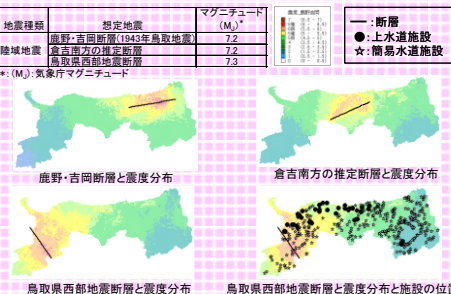 地震種類 想定地震 マグニチュード(Mⱼ)*
陸域地震 鹿野・吉岡断層(1943年鳥取地震) 7.2
倉吉南方の推定断層 7.2
鳥取県西部地震断層 7.3
*:(Mⱼ):気象庁マグニチュード
━:断層
●:上水道施設
☆:簡易水道施設
鹿野・吉岡断層と震度分布
倉吉南方の推定断層と震度分布
鳥取県西部地震断層と震度分布
鳥取県西部地震断層と震度分布と施設の位置